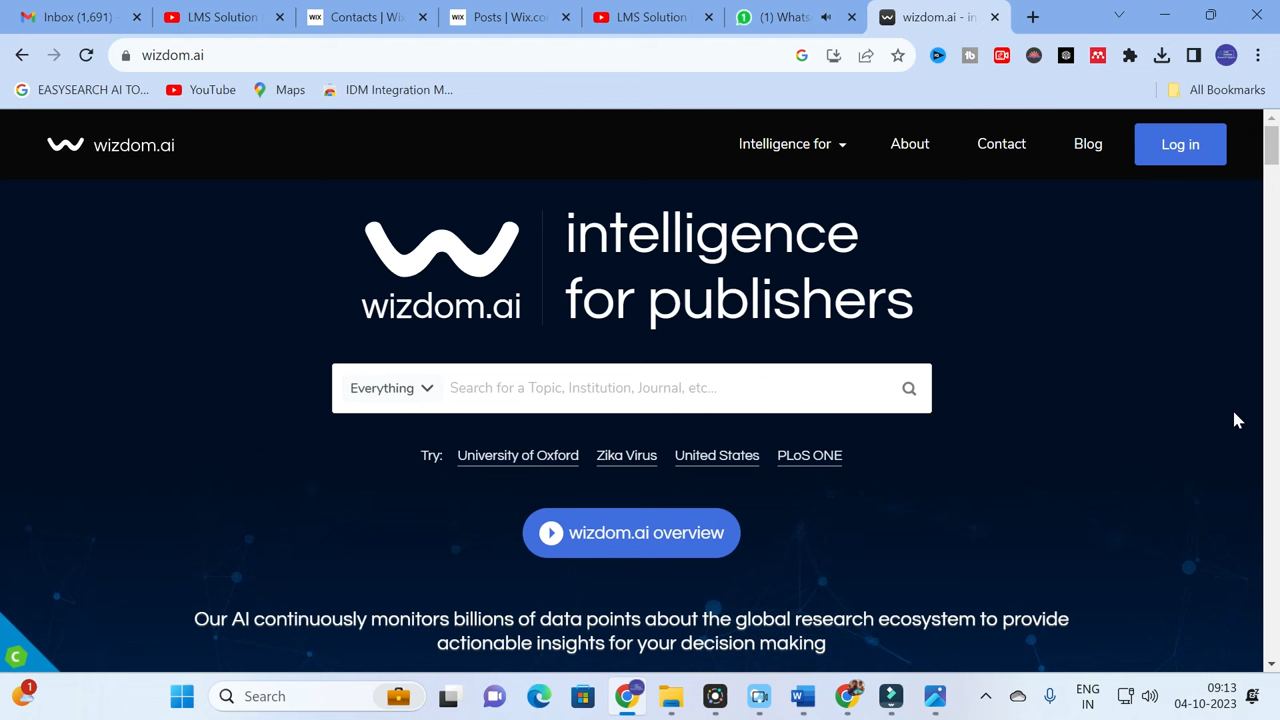 Inbox (1,691) -
LMS Solution
Contacts | Wix
Posts | Wix.co
LMS Solution
(1) Whats
wizdom.ai - in
wizdom.ai
EASYSEARCH AI TO...
YouTube
Maps
IDM Integration M...
All Bookmarks
wizdom.ai
Intelligence for
About
Contact
Blog
Log in
wizdom.ai
intelligence
for publishers
Everything
Search for a Topic, Institution, Journal, etc...
Try: University of Oxford Zika Virus United States PLoS ONE
wizdom.ai overview
Our AI continuously monitors billions of data points about the global research ecosystem to provide
actionable insights for your decision making
C
1
Search
ENG
IN
09:13
04-10-2023